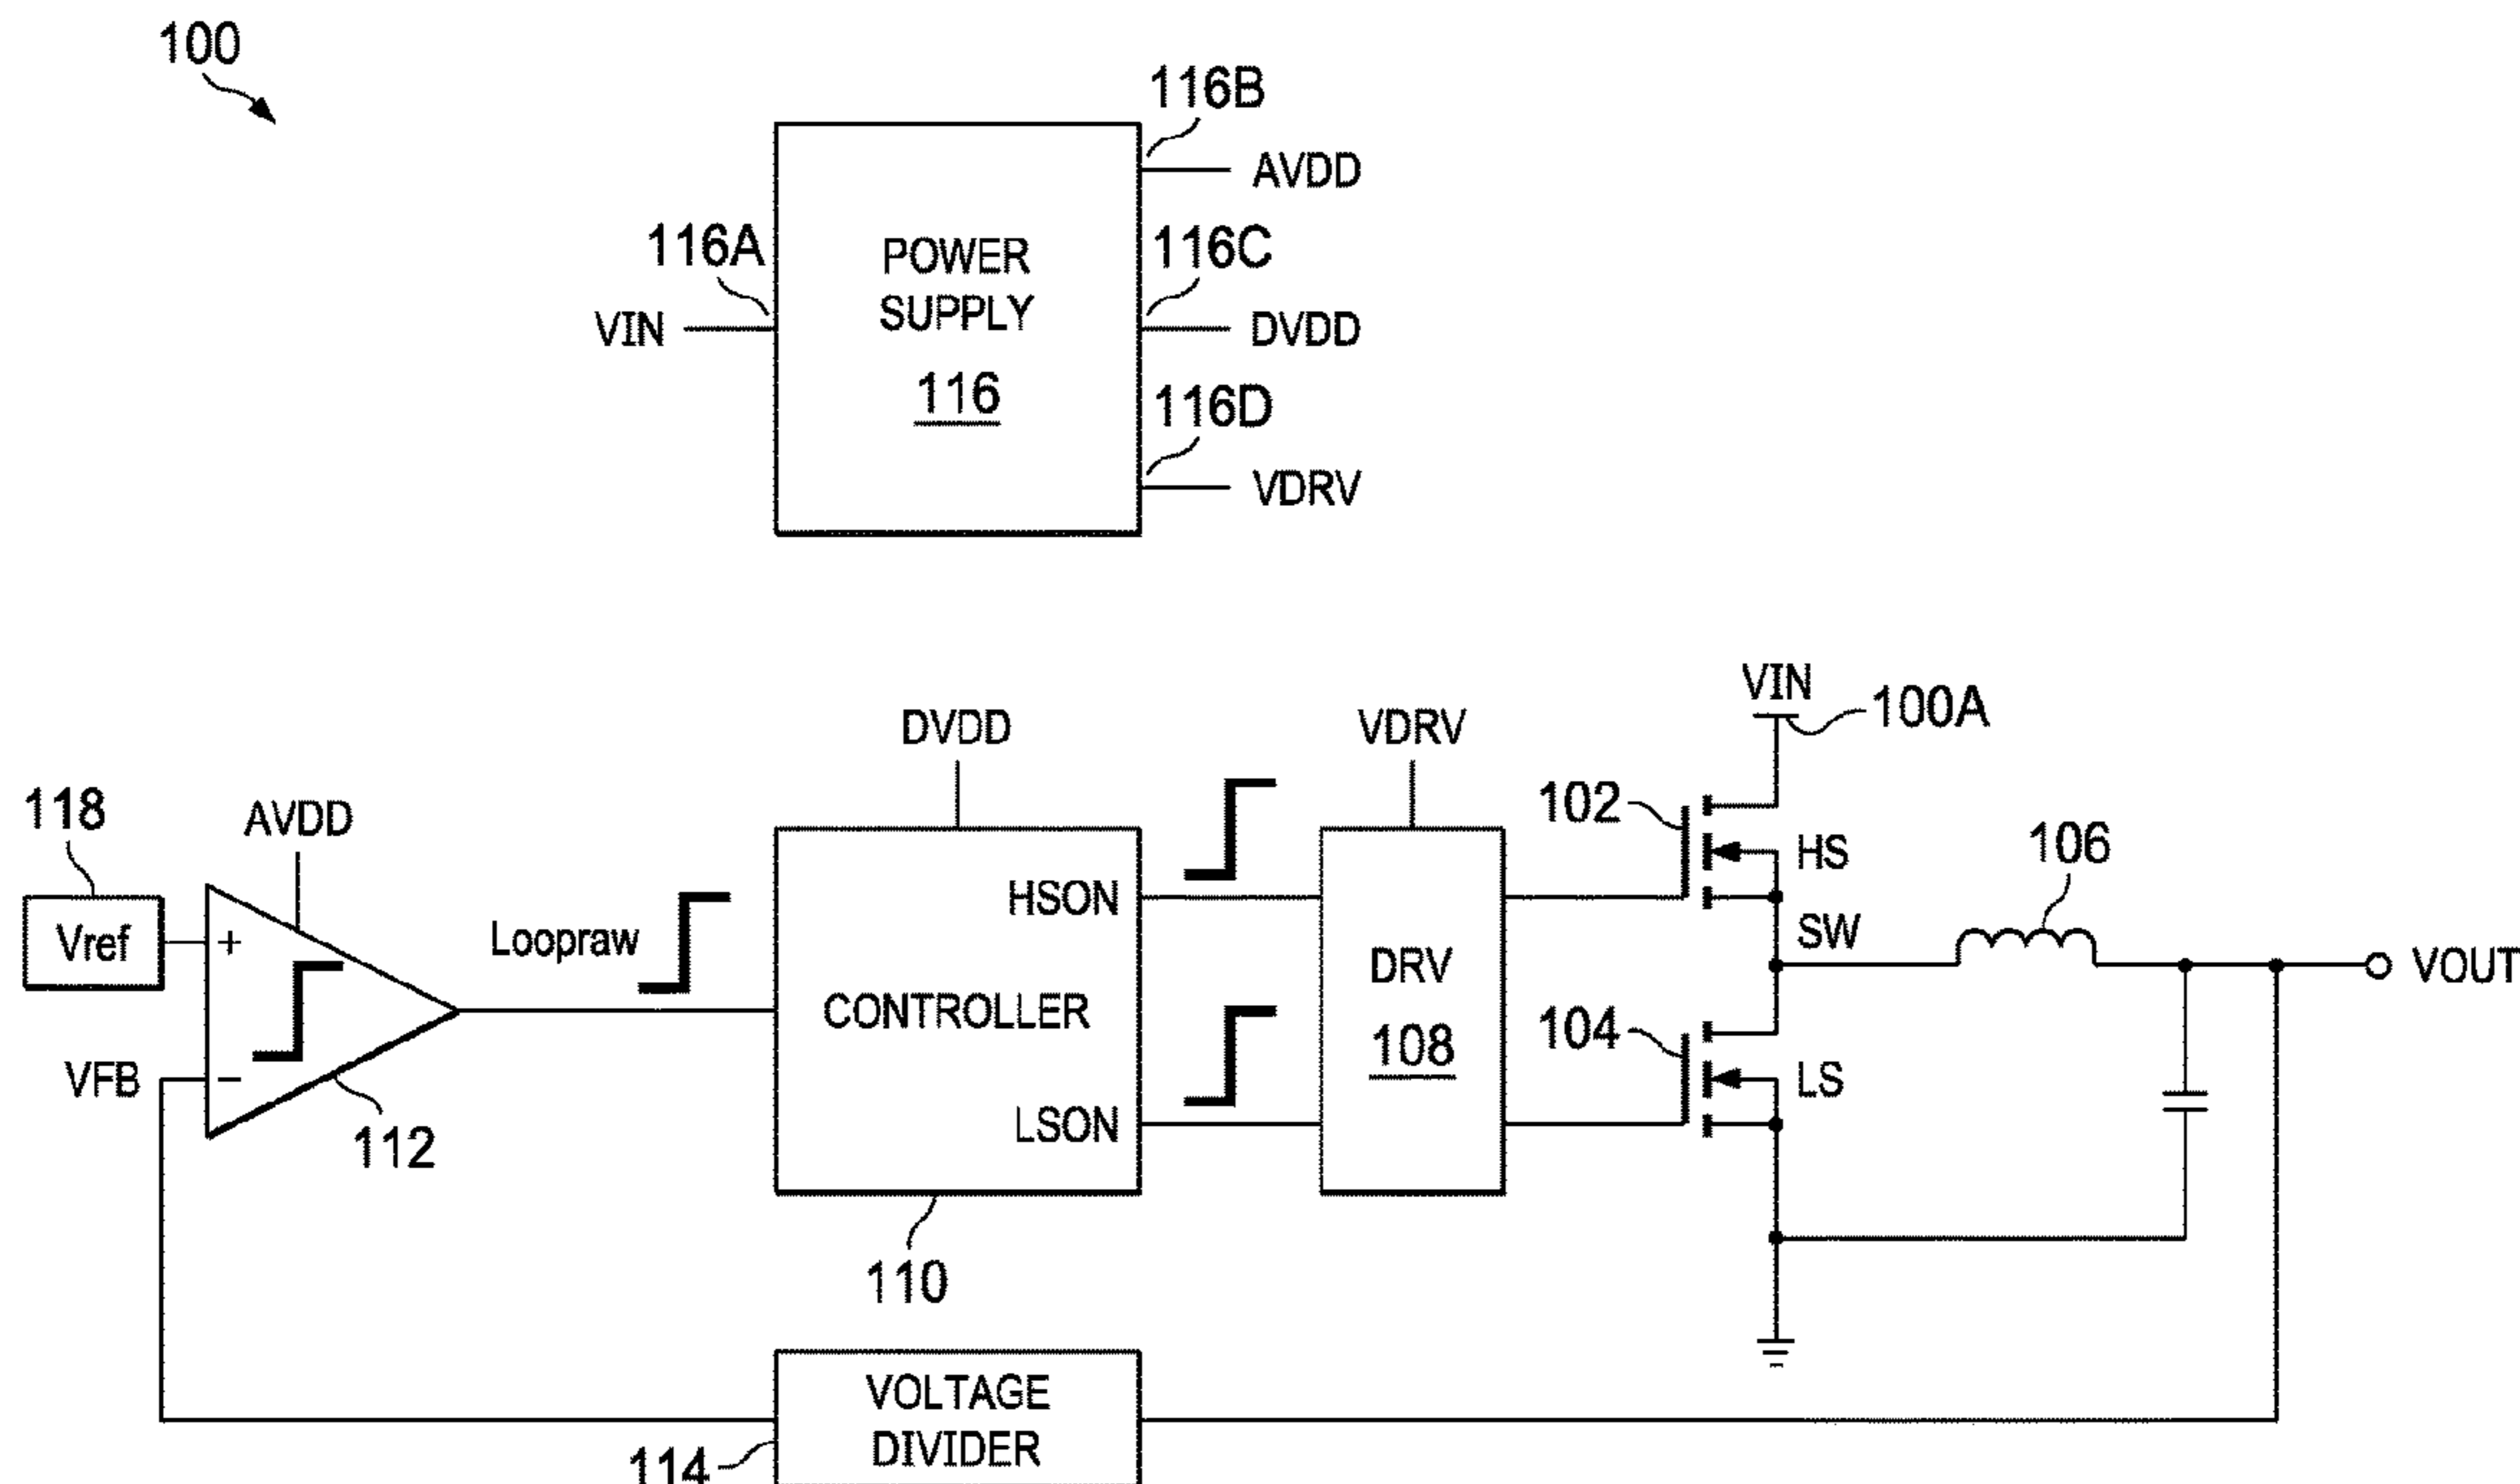 100
116B
AVDD
116A
POWER
SUPPLY
116
116C
VIN
DVDD
116D
VDRV
VIN
100A
DVDD
VDRV
118
AVDD
102
HS
106
Vref
+
Loopraw
HSON
SW
DRV
108
VOUT
CONTROLLER
104
VFB
−
LS
112
LSON
110
VOLTAGE
DIVIDER
114